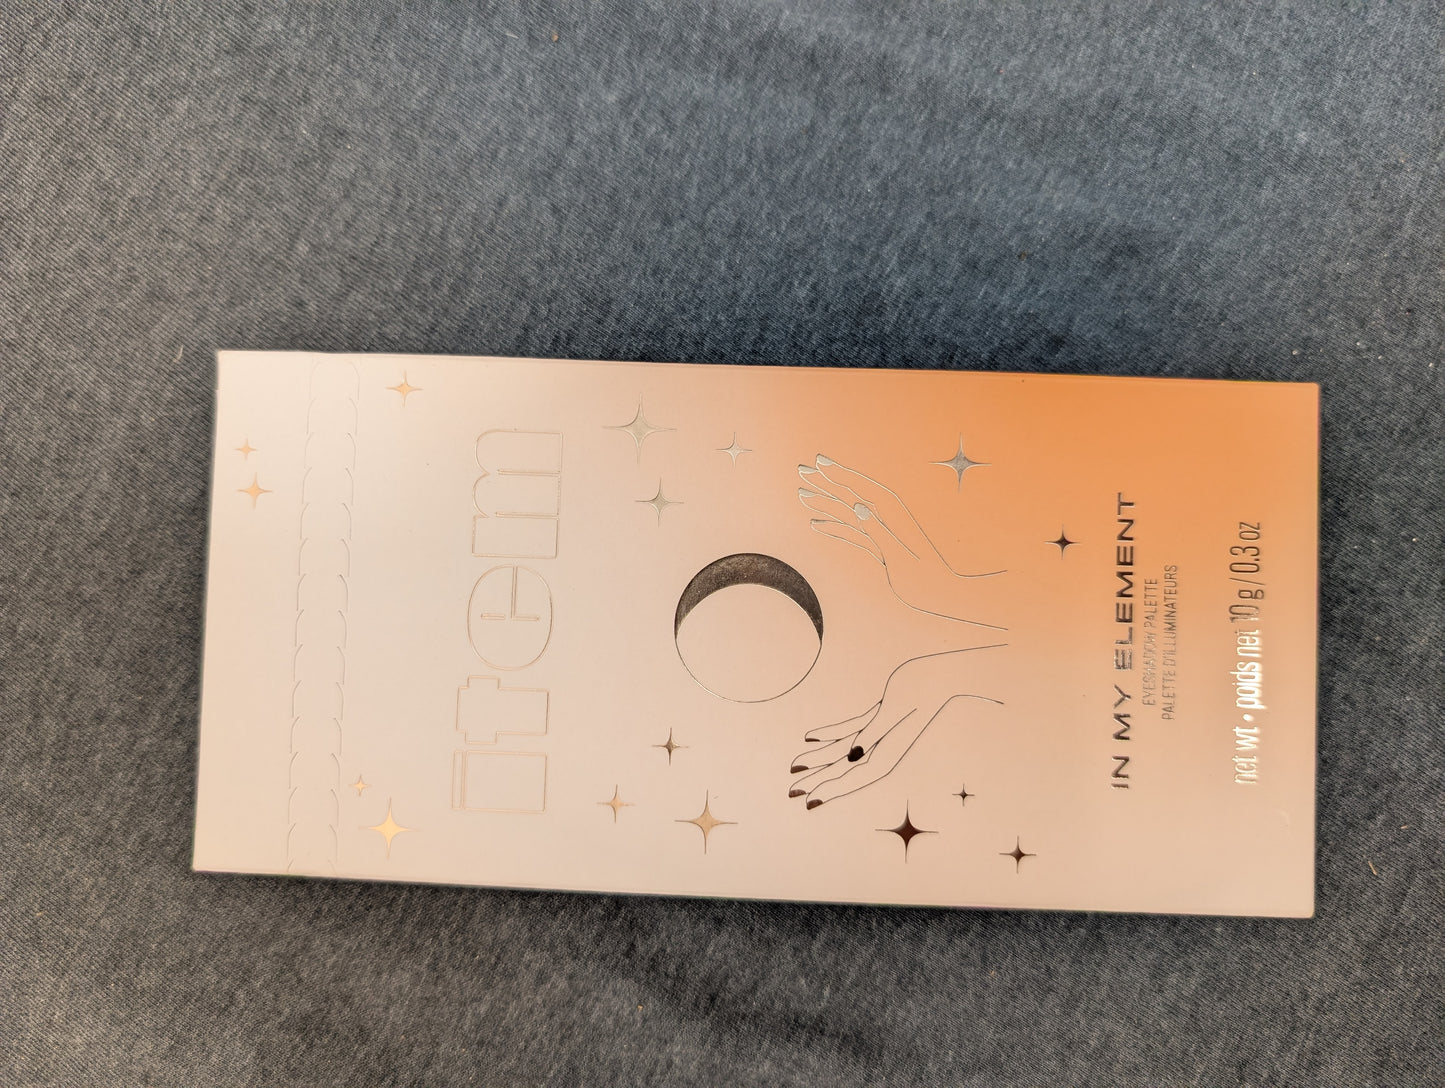 item
IN MY ELEMENT
EYESHADOW PALETTE
PALETTE D'ILLUMINATEURS
net wt • poids net 10 g / 0.3 oz